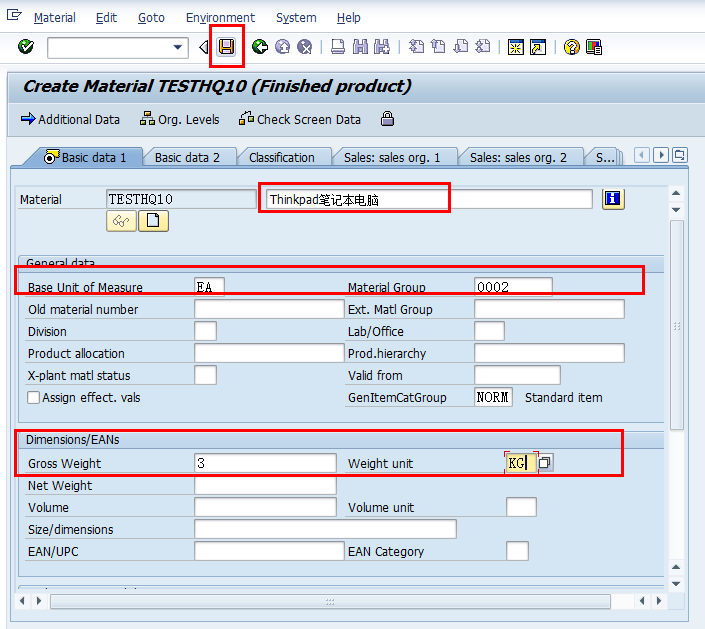 Material Edit Goto Environment System Help
Create Material TESTHQ10 (Finished product)
Additional Data Org. Levels Check Screen Data
Basic data 1 Basic data 2 Classification Sales: sales org. 1 Sales: sales org. 2 S...
Material TESTHQ10 Thinkpad笔记本电脑
General data
Base Unit of Measure EA Material Group 0002
Old material number Ext. Matl Group
Division Lab/Office
Product allocation Prod.hierarchy
X-plant matl status Valid from
Assign effect. vals GenItemCatGroup NORM Standard item
Dimensions/EANs
Gross Weight 3 Weight unit KG
Net Weight
Volume Volume unit
Size/dimensions
EAN/UPC EAN Category